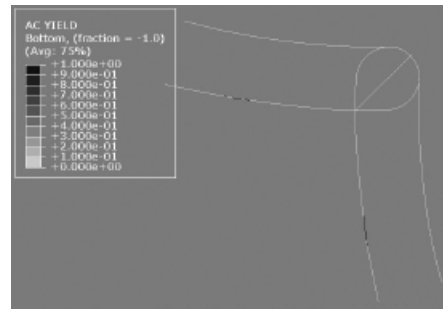 AC YIELD
Bottom, (fraction = -1.0)
(Avg: 75%)
+1.000e+00
+9.000e-01
+8.000e-01
+7.000e-01
+6.000e-01
+5.000e-01
+4.000e-01
+3.000e-01
+2.000e-01
+1.000e-01
+0.000e+00